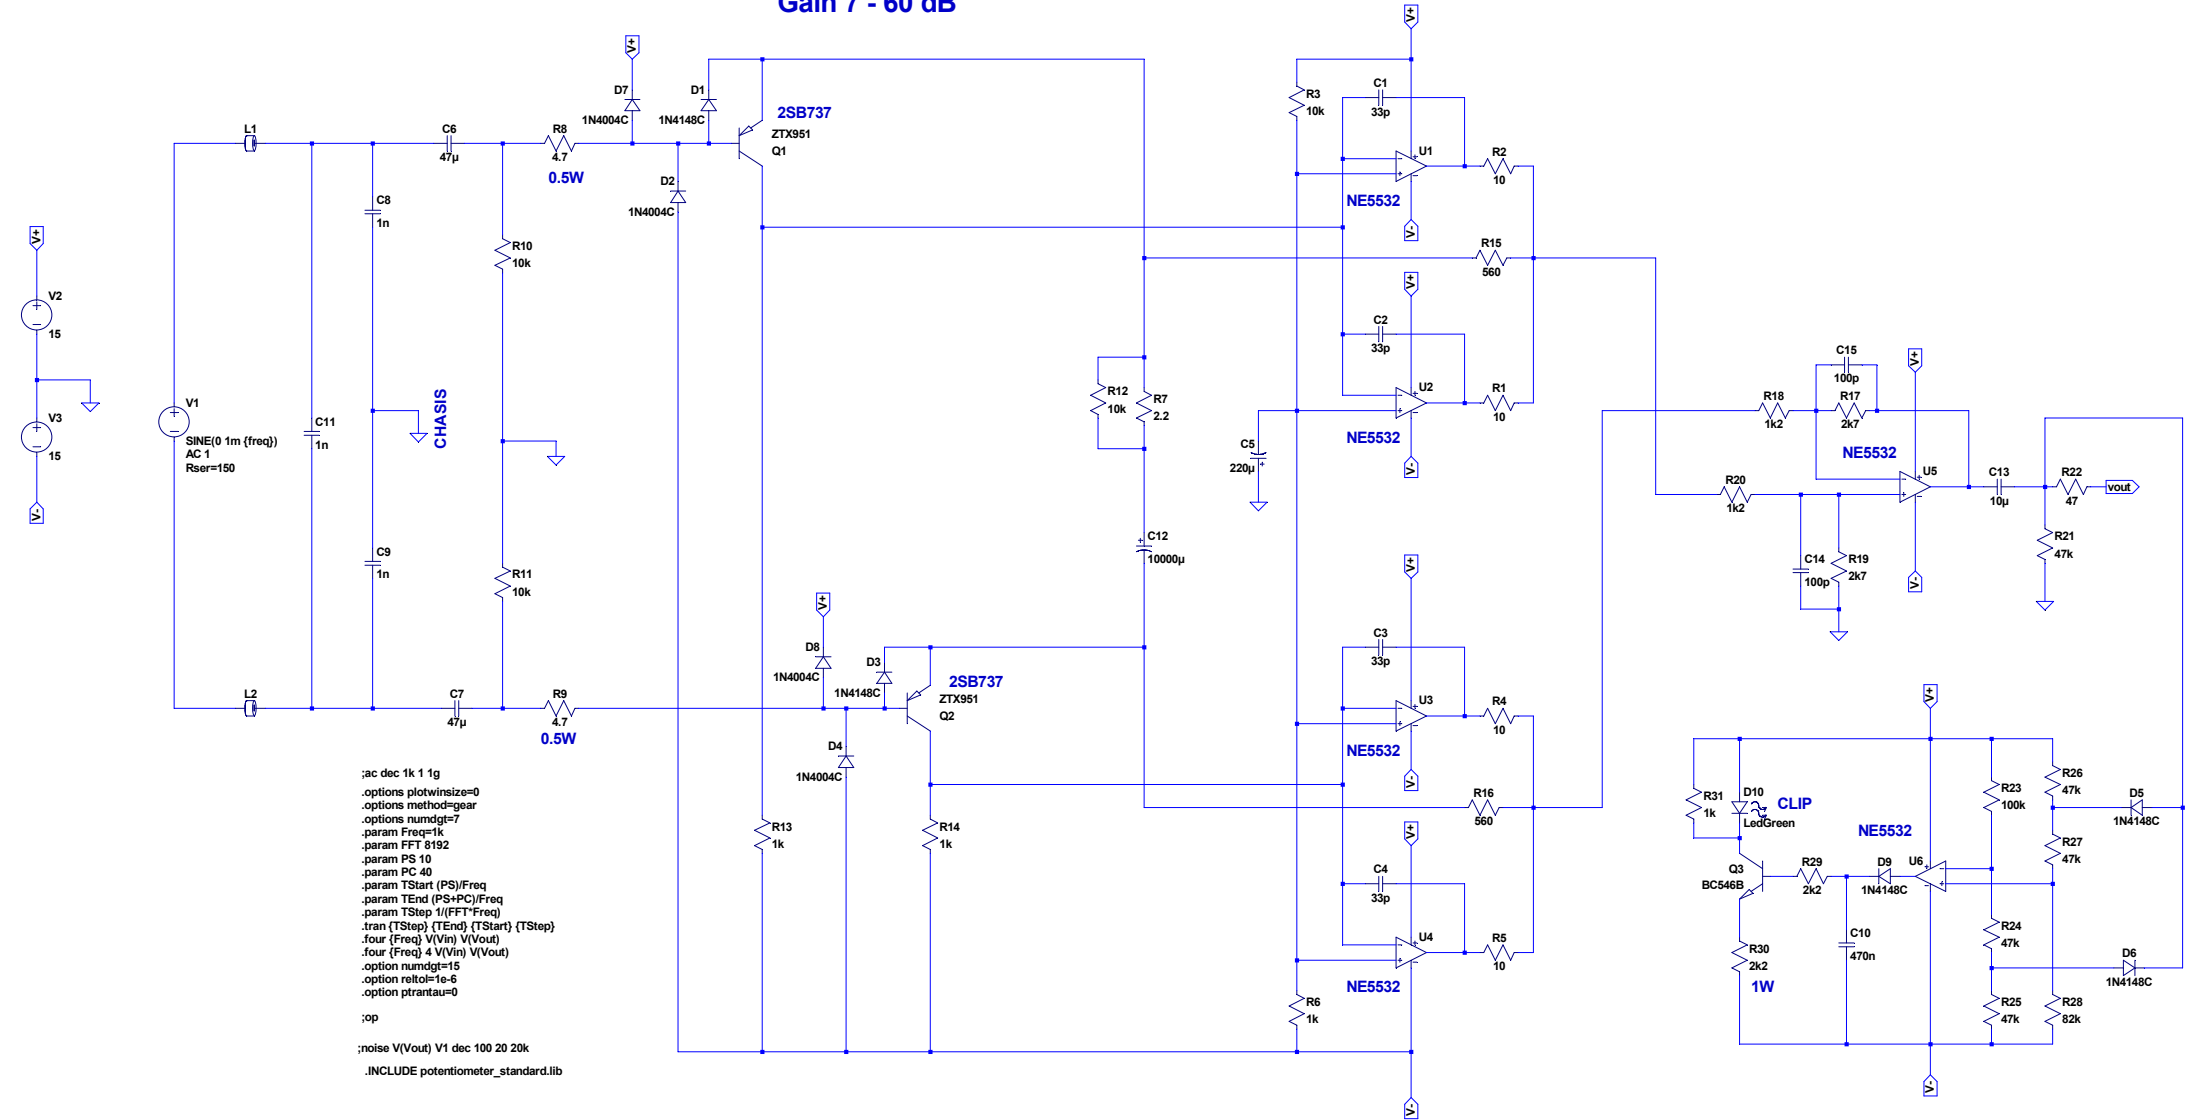 Gain 7 - 60 dB
V+
V2
15
V3
15
V-
V1
SINE(0 1m {freq})
AC 1
Rser=150
L1
L2
C11
1n
C8
1n
C9
1n
CHASIS
C6
47µ
C7
47µ
R10
10k
R11
10k
R8
4.7
0.5W
R9
4.7
0.5W
V+
D7
1N4004C
D1
1N4148C
D2
1N4004C
2SB737
ZTX951
Q1
V+
D8
1N4004C
D3
1N4148C
D4
1N4004C
2SB737
ZTX951
Q2
R13
1k
R14
1k
R12
10k
R7
2.2
C12
10000µ
C5
220µ
R3
10k
R6
1k
V+
C1
33p
U1
NE5532
V-
R2
10
R15
560
V+
C2
33p
U2
NE5532
V-
R1
10
V+
C3
33p
U3
NE5532
V-
R4
10
R16
560
V+
C4
33p
U4
NE5532
V-
R5
10
R18
1k2
R20
1k2
C15
100p
R17
2k7
NE5532
V+
U5
V-
C14
100p
R19
2k7
C13
10µ
R22
47
vout
R21
47k
V+
R31
1k
D10
LedGreen
CLIP
Q3
BC546B
R30
2k2
1W
R29
2k2
D9
1N4148C
C10
470n
NE5532
U6
V-
R23
100k
R24
47k
R25
47k
R26
47k
R27
47k
R28
82k
D5
1N4148C
D6
1N4148C
;ac dec 1k 1 1g
.options plotwinsize=0
.options method=gear
.options numdgt=7
.param Freq=1k
.param FFT 8192
.param PS 10
.param PC 40
.param TStart (PS)/Freq
.param TEnd (PS+PC)/Freq
.param TStep 1/(FFT*Freq)
.tran {TStep} {TEnd} {TStart} {TStep}
.four {Freq} V(Vin) V(Vout)
.four {Freq} 4 V(Vin) V(Vout)
.option numdgt=15
.option reltol=1e-6
.option ptrantau=0
;op
;noise V(Vout) V1 dec 100 20 20k
.INCLUDE potentiometer_standard.lib